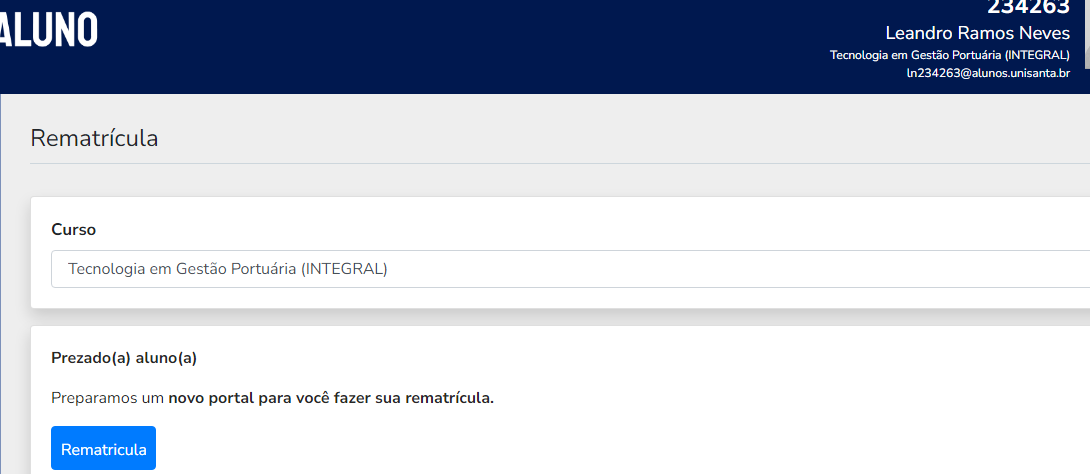 ALUNO
234263
Leandro Ramos Neves
Tecnologia em Gestão Portuária (INTEGRAL)
ln234263@alunos.unisanta.br
Rematrícula
Curso
Tecnologia em Gestão Portuária (INTEGRAL)
Prezado(a) aluno(a)
Preparamos um novo portal para você fazer sua rematrícula.
Rematricula